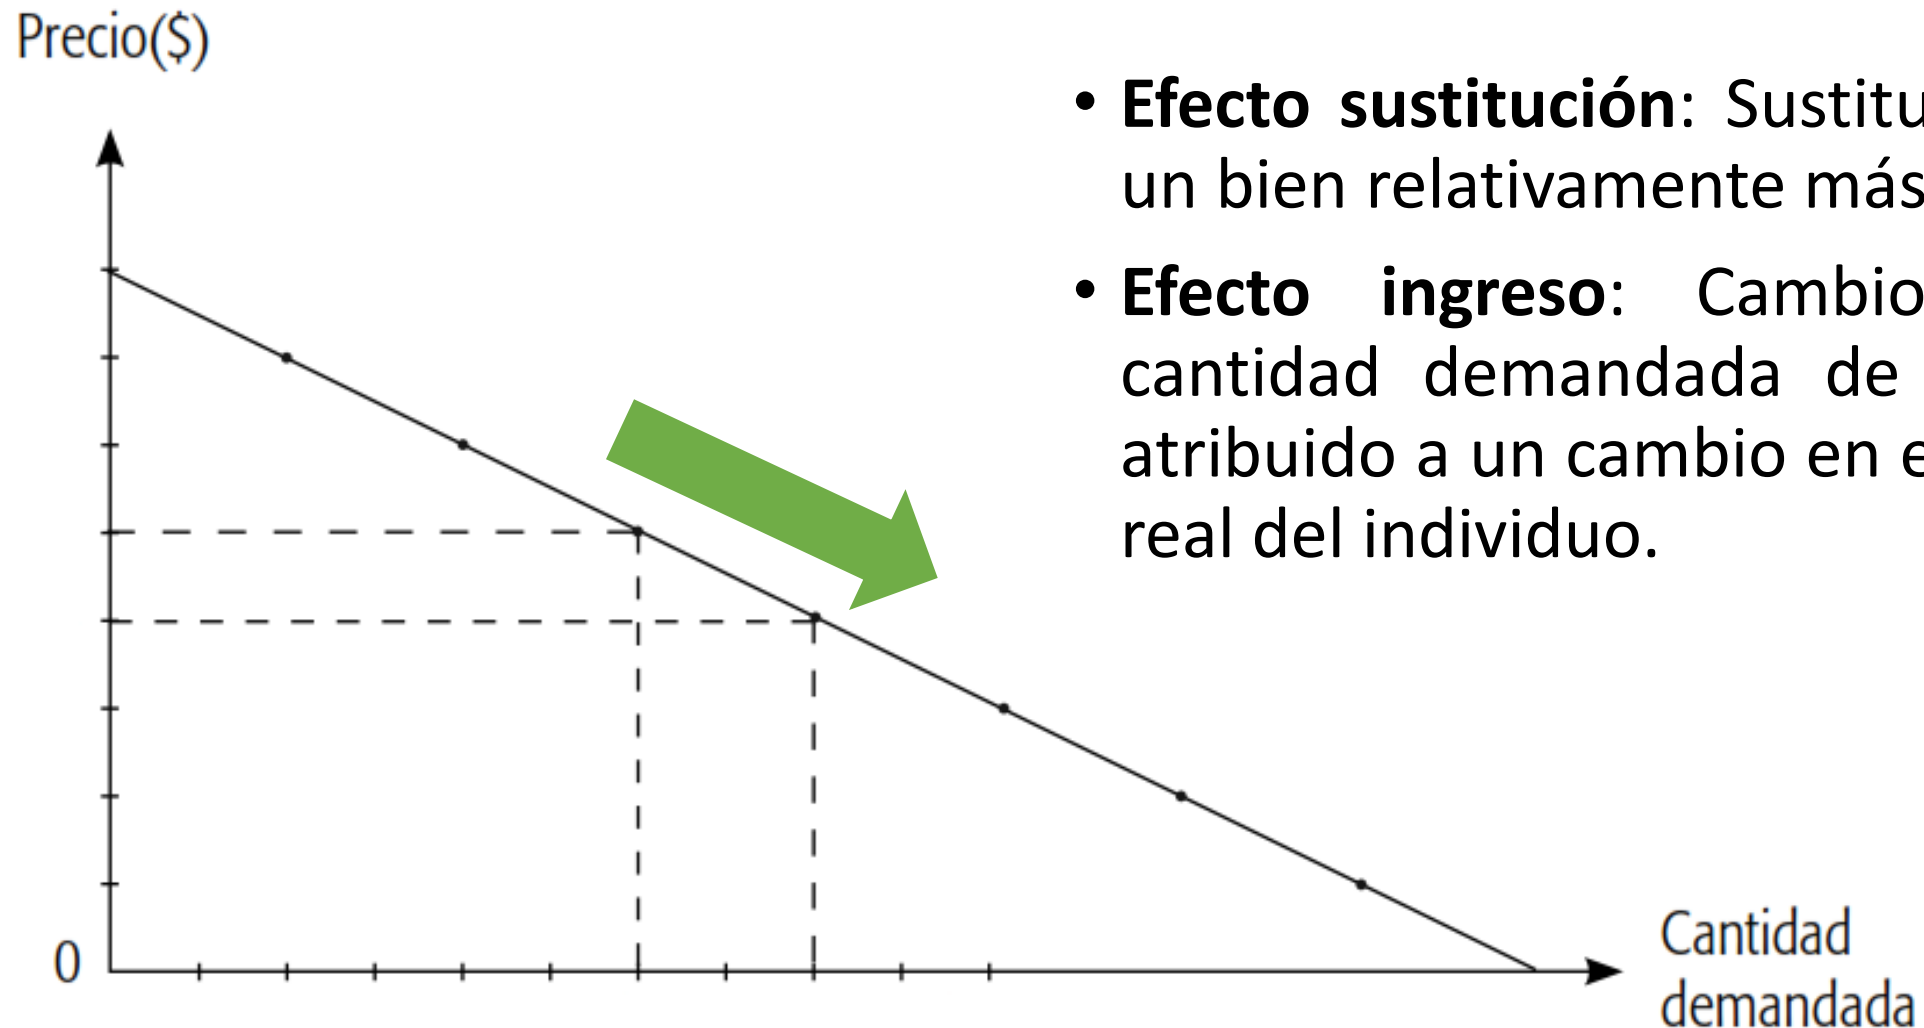 Precio($)
• Efecto sustitución: Sustitu
un bien relativamente más
• Efecto ingreso: Cambio
cantidad demandada de
atribuido a un cambio en e
real del individuo.
0
Cantidad
demandada